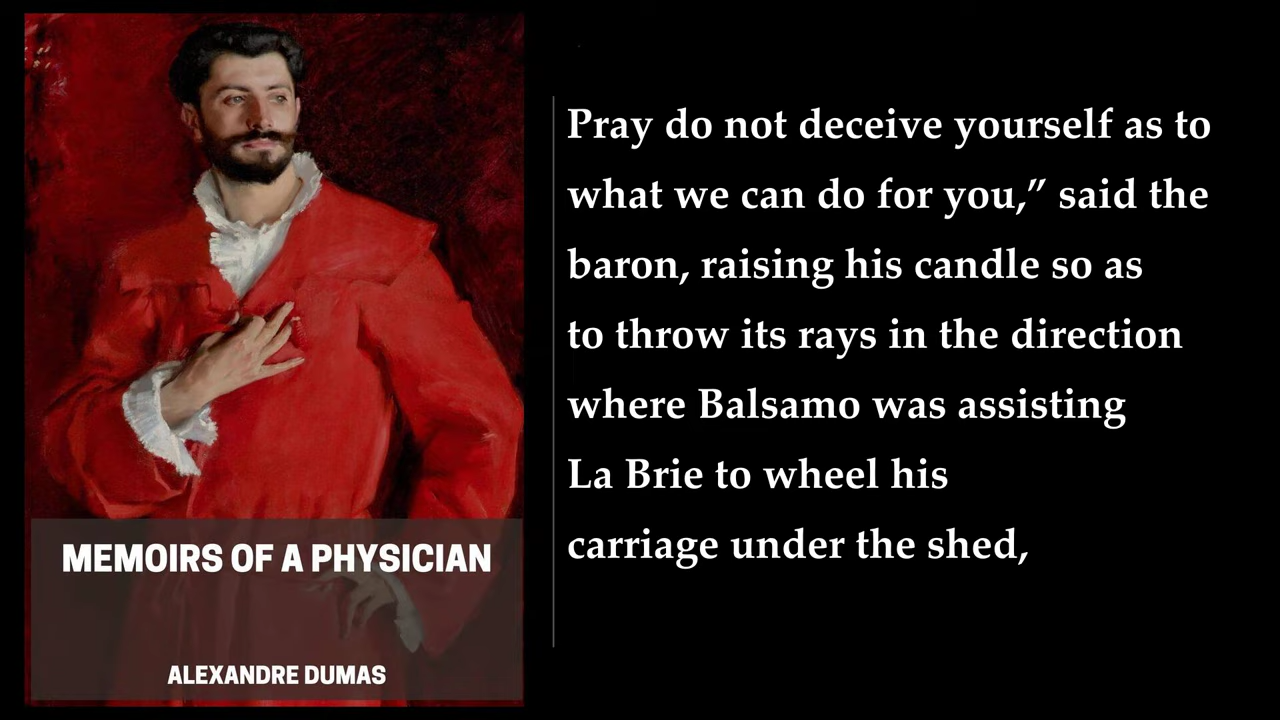 MEMOIRS OF A PHYSICIAN
ALEXANDRE DUMAS
Pray do not deceive yourself as to
what we can do for you,” said the
baron, raising his candle so as
to throw its rays in the direction
where Balsamo was assisting
La Brie to wheel his
carriage under the shed,